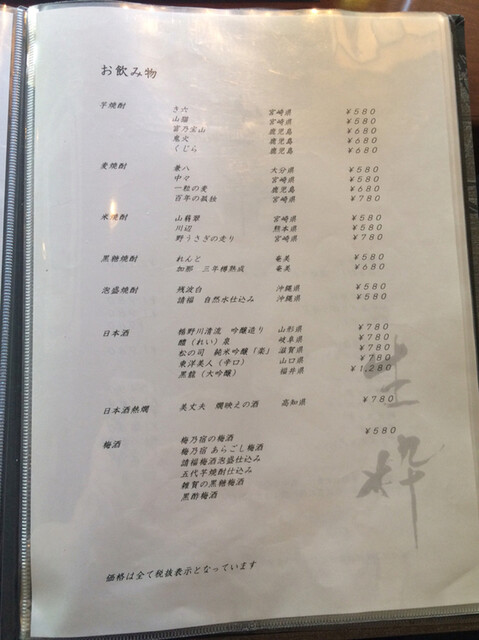 お飲み物
芋焼酎 き六 宮崎県 ¥580
山猫 宮崎県 ¥580
富乃宝山 鹿児島 ¥680
鬼火 鹿児島 ¥680
くじら 鹿児島 ¥680
麦焼酎 兼八 大分県 ¥580
中々 宮崎県 ¥580
一粒の麦 鹿児島 ¥680
百年の孤独 宮崎県 ¥780
米焼酎 山翡翠 宮崎県 ¥580
川辺 熊本県 ¥580
野うさぎの走り 宮崎県 ¥780
黒糖焼酎 れんと 奄美 ¥580
加那 三年樽熟成 奄美 ¥680
泡盛焼酎 残波白 沖縄県 ¥580
請福 自然水仕込み 沖縄県 ¥580
日本酒 楯野川清流 吟醸造り 山形県 ¥780
醴(れい)泉 岐阜県 ¥780
松の司 純米吟醸「楽」 滋賀県 ¥780
東洋美人(辛口) 山口県 ¥780
黒龍(大吟醸) 福井県 ¥1,280
日本酒熱燗 英丈夫 燗映えの酒 高知県 ¥780
梅酒 梅乃宿の梅酒 ¥580
梅乃宿 あらごし梅酒
請福梅酒泡盛仕込み
五代芋焼酎仕込み
雑賀の黒糖梅酒
黒酢梅酒
生粋
価格は全て税抜表示となっています